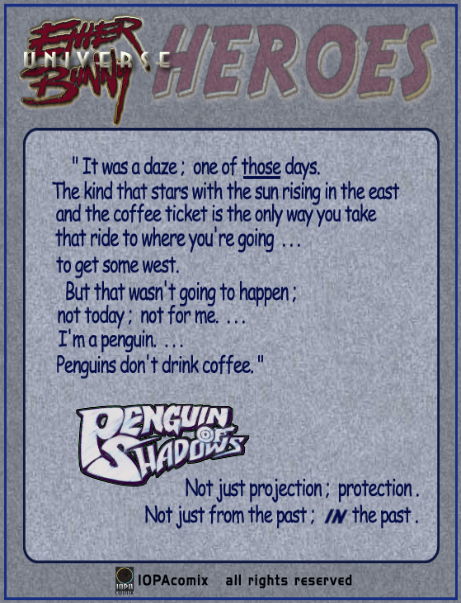 ETHER
UNIVERSE
BUNNY
HEROES
" It was a daze ; one of those days.
The kind that stars with the sun rising in the east
and the coffee ticket is the only way you take
that ride to where you're going . . .
to get some west.
But that wasn't going to happen ;
not today ; not for me. . . .
I'm a penguin. . . .
Penguins don't drink coffee. "
PENGUIN
OF
SHADOWS
Not just projection ; protection .
Not just from the past ; IN the past .
IOPAcomix all rights reserved